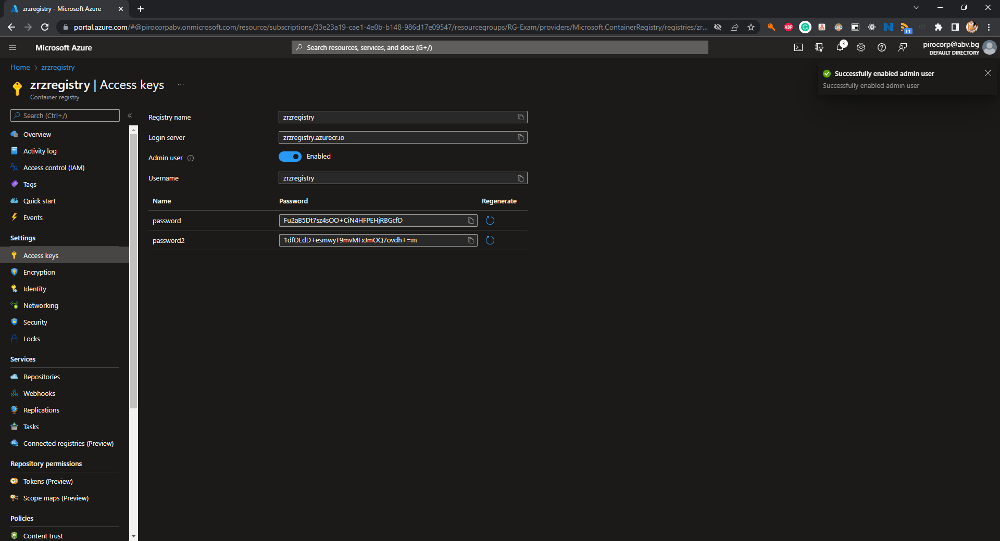 zrzregistry - Microsoft Azure
portal.azure.com/#@pirocorpabv.onmicrosoft.com/resource/subscriptions/33e23a19-cae1-4e0b-b148-986d17e09547/resourcegroups/RG-Exam/providers/Microsoft.ContainerRegistry/registries/zr...
ABP
11
Microsoft Azure
Search resources, services, and docs (G+/)
3
pirocorp@abv.bg
DEFAULT DIRECTORY
Home > zrzregistry
Successfully enabled admin user
Successfully enabled admin user
zrzregistry | Access keys ...
Container registry
Search (Ctrl+/)
«
Overview
Activity log
Access control (IAM)
Tags
Quick start
Events
Settings
Access keys
Encryption
Identity
Networking
Security
Locks
Services
Repositories
Webhooks
Replications
Tasks
Connected registries (Preview)
Repository permissions
Tokens (Preview)
Scope maps (Preview)
Policies
Content trust
Registry name zrzregistry
Login server zrzregistry.azurecr.io
Admin user Enabled
Username zrzregistry
Name Password Regenerate
password Fu2aB5Dt7sz4sOO+CiN4HFPEHjRBGcfD
password2 1dfOEdD+esmwyT9mvMFxJmOQ7ovdh+=m